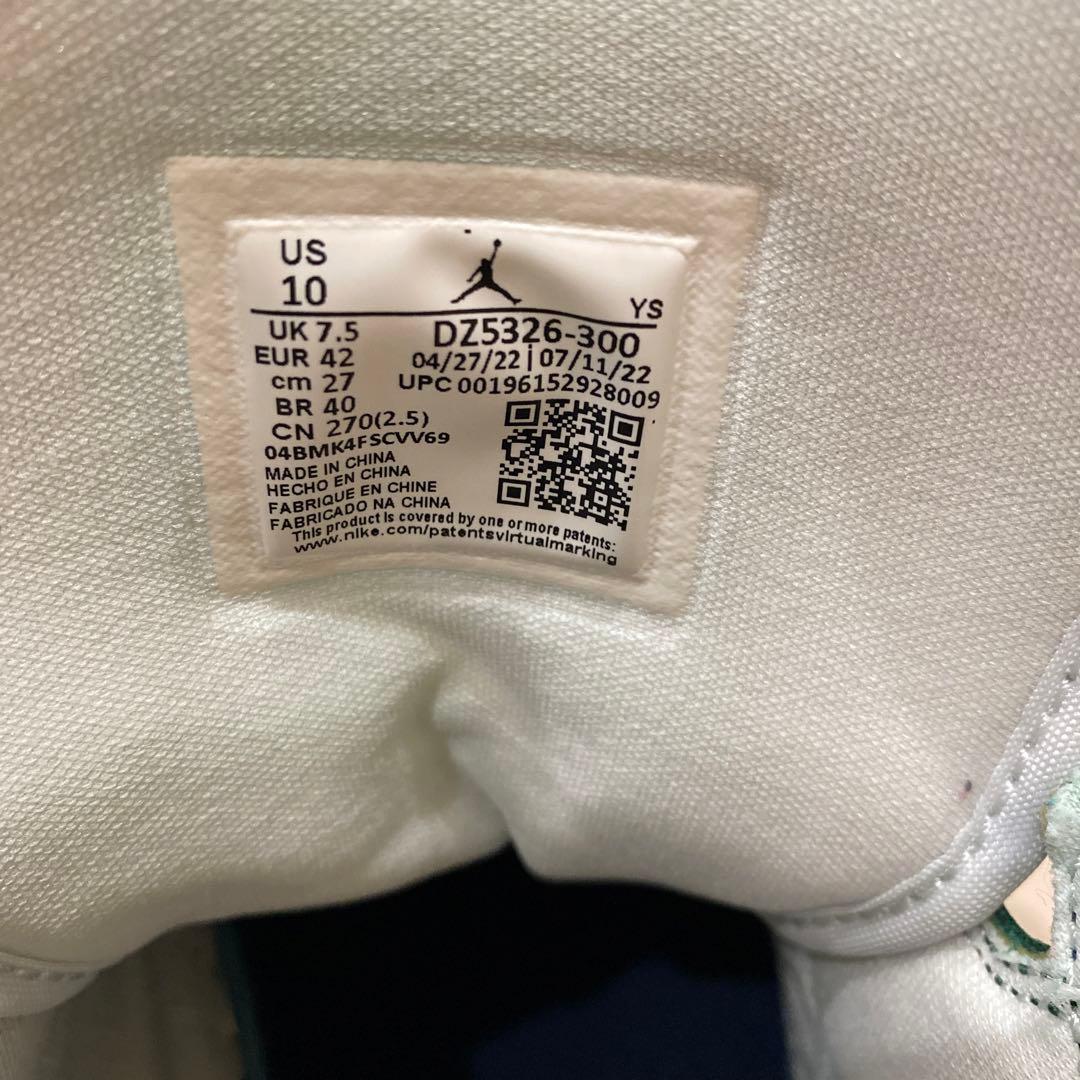 US
10
YS
UK 7.5
DZ5326-300
EUR 42
04/27/22 | 07/11/22
cm 27
UPC 00196152928009
BR 40
CN 270(2.5)
04BMK4FSCVV69
MADE IN CHINA
HECHO EN CHINA
FABRIQUE EN CHINE
FABRICADO NA CHINA
This product is covered by one or more patents:
www.nike.com/patentsvirtualmarking